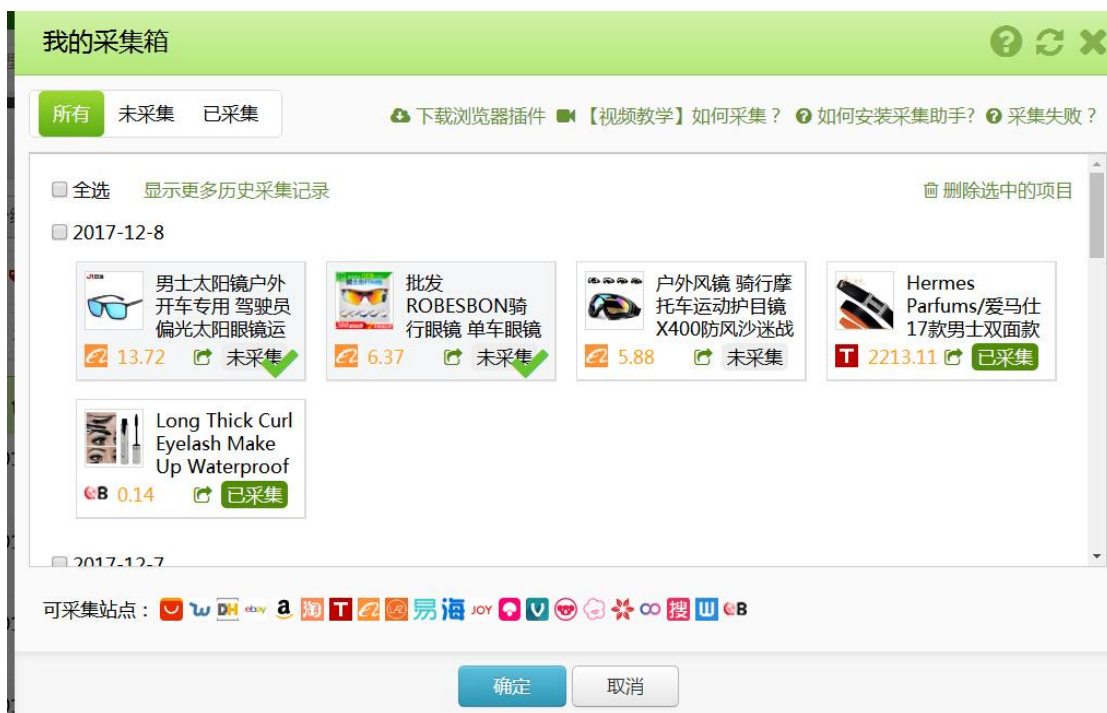 我的采集箱
所有 未采集 已采集
下载浏览器插件 【视频教学】如何采集? 如何安装采集助手? 采集失败?
全选 显示更多历史采集记录 删除选中的项目
2017-12-8
男士太阳镜户外
开车专用 驾驶员
偏光太阳眼镜运
13.72 未采集
批发
ROBESBON骑
行眼镜 单车眼镜
6.37 未采集
户外风镜 骑行摩
托车运动护目镜
X400防风沙迷战
5.88 未采集
Hermes
Parfums/爱马仕
17款男士双面款
T 2213.11 已采集
Long Thick Curl
Eyelash Make
Up Waterproof
B 0.14 已采集
2017-12-7
可采集站点: DH ebay a 淘 T 易 海 JOY V 搜 B
确定 取消